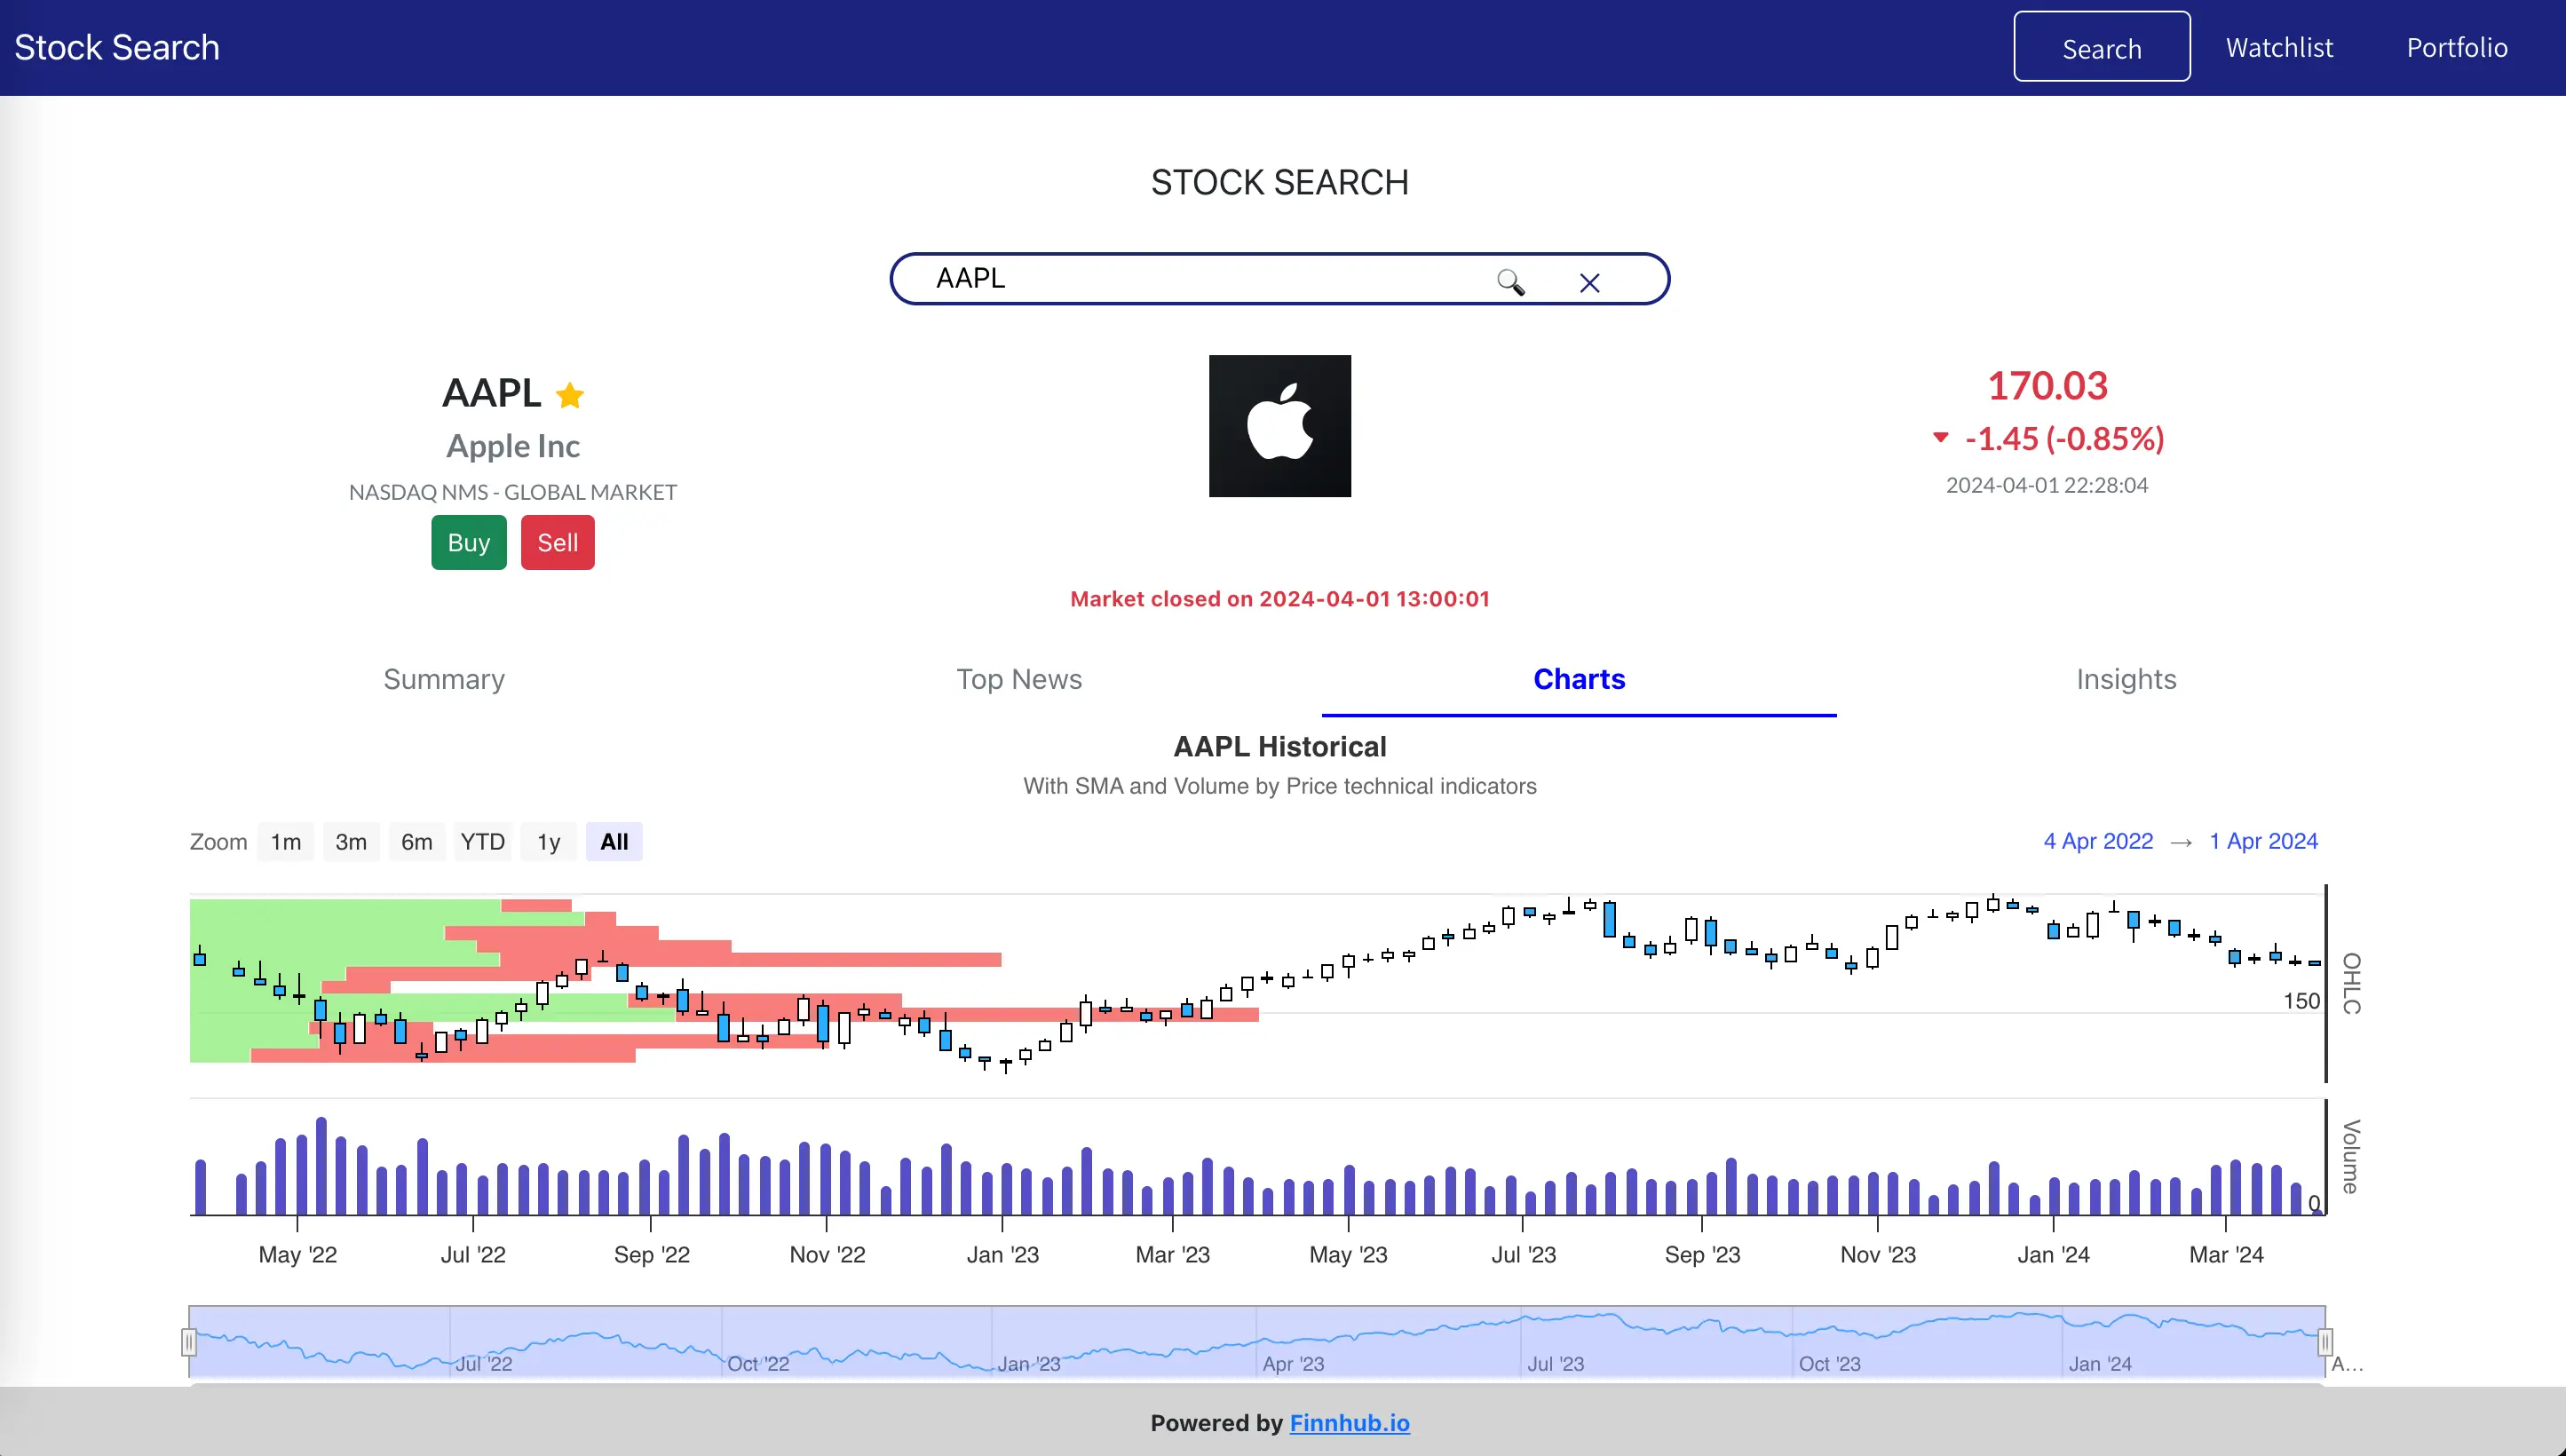 Stock Search Search Watchlist Portfolio
STOCK SEARCH
AAPL
AAPL
Apple Inc
NASDAQ NMS - GLOBAL MARKET
Buy Sell
170.03
-1.45 (-0.85%)
2024-04-01 22:28:04
Market closed on 2024-04-01 13:00:01
Summary Top News Charts Insights
AAPL Historical
With SMA and Volume by Price technical indicators
Zoom 1m 3m 6m YTD 1y All 4 Apr 2022 → 1 Apr 2024
150
OHLC
Volume
0
May '22 Jul '22 Sep '22 Nov '22 Jan '23 Mar '23 May '23 Jul '23 Sep '23 Nov '23 Jan '24 Mar '24
Jul '22 Oct '22 Jan '23 Apr '23 Jul '23 Oct '23 Jan '24 A…
Powered by Finnhub.io